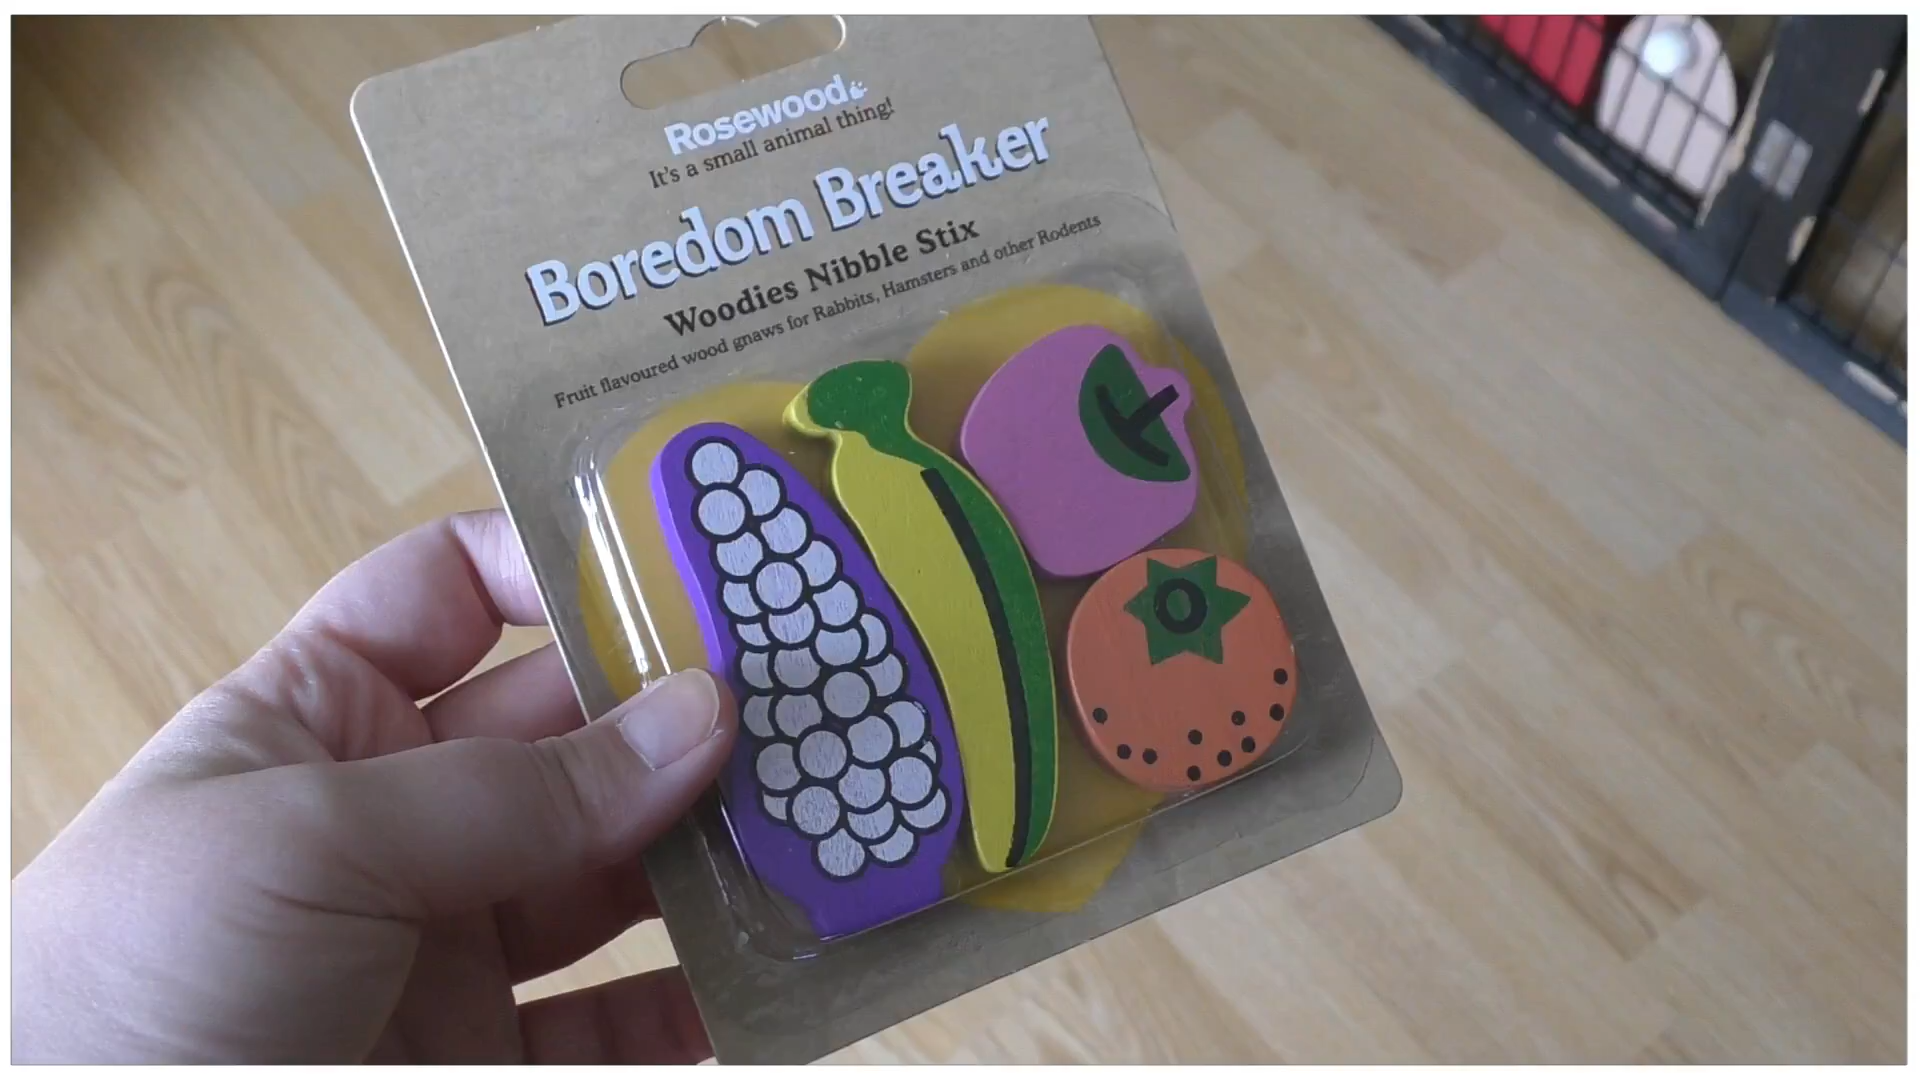 Rosewood
It's a small animal thing!
Boredom Breaker
Woodies Nibble Stix
Fruit flavoured wood gnaws for Rabbits, Hamsters and other Rodents